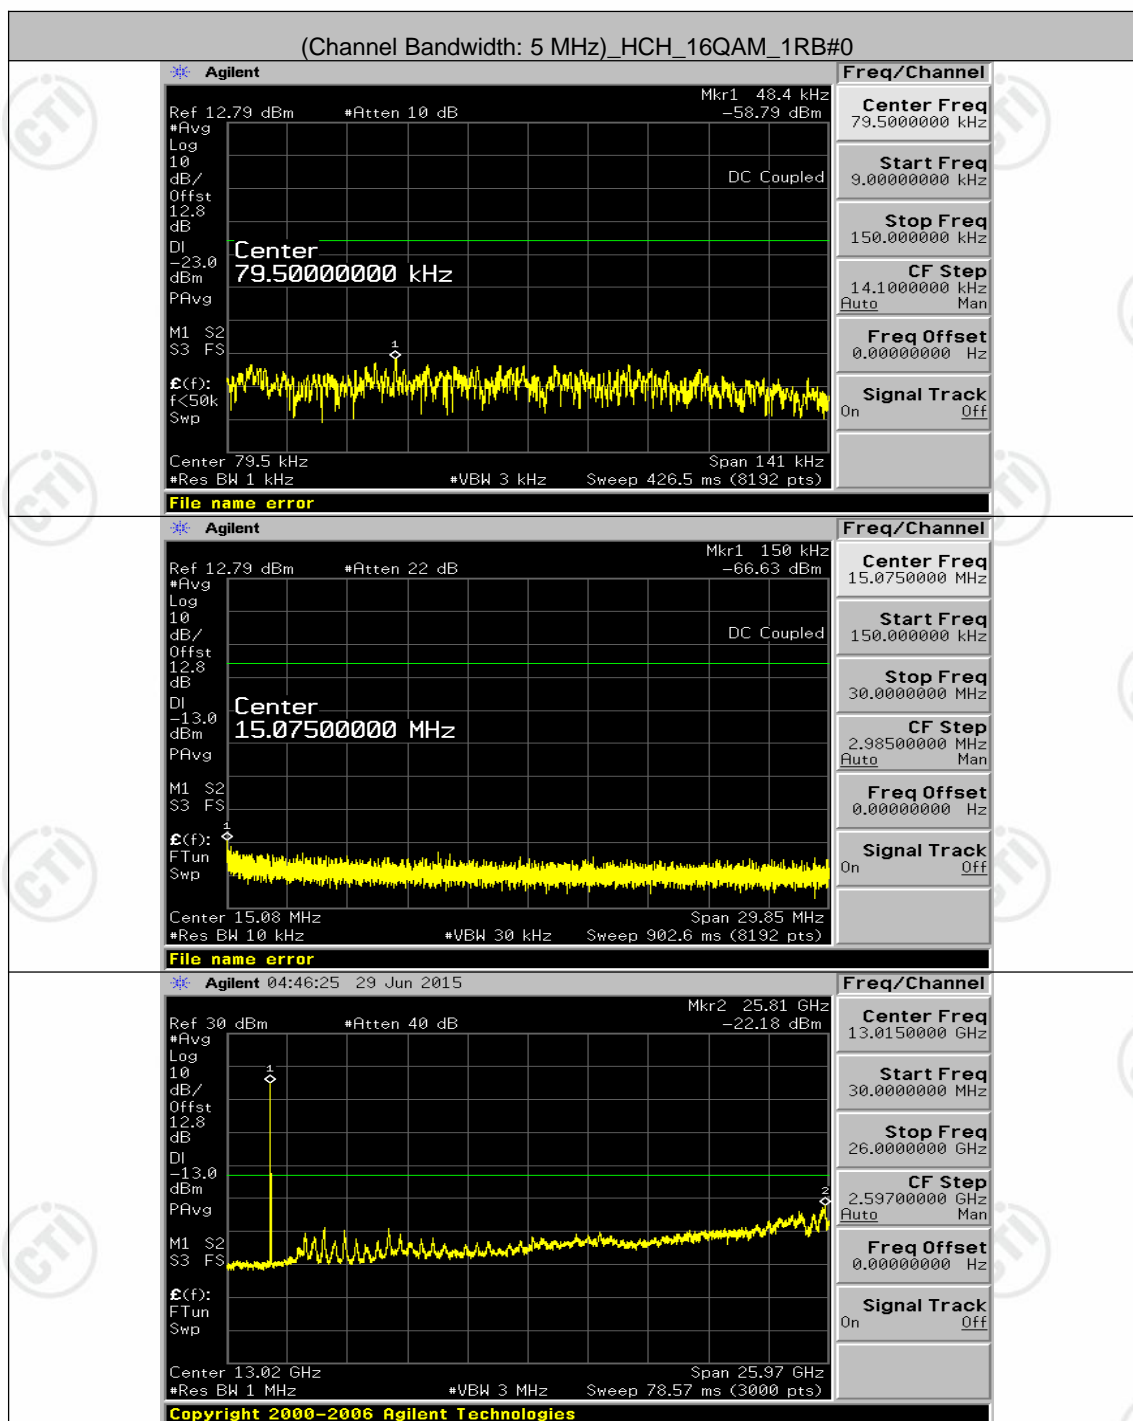 (Channel Bandwidth: 5 MHz)_HCH_16QAM_1RB#0
Agilent
Freq/Channel
Mkr1 48.4 kHz
Ref 12.79 dBm #Atten 10 dB -58.79 dBm
#Avg
Log
10
dB/
Offst
12.8
dB
DI
-23.0
dBm
PAvg
M1 S2
S3 FS
£(f):
f<50k
Swp
DC Coupled
Center
79.50000000 kHz
1
Center 79.5 kHz Span 141 kHz
#Res BW 1 kHz #VBW 3 kHz Sweep 426.5 ms (8192 pts)
File name error
Center Freq
79.5000000 kHz
Start Freq
9.00000000 kHz
Stop Freq
150.000000 kHz
CF Step
14.1000000 kHz
Auto Man
Freq Offset
0.00000000 Hz
Signal Track
On Off
Agilent
Freq/Channel
Mkr1 150 kHz
Ref 12.79 dBm #Atten 22 dB -66.63 dBm
#Avg
Log
10
dB/
Offst
12.8
dB
DI
-13.0
dBm
PAvg
M1 S2
S3 FS
£(f):
FTun
Swp
DC Coupled
Center
15.07500000 MHz
1
Center 15.08 MHz Span 29.85 MHz
#Res BW 10 kHz #VBW 30 kHz Sweep 902.6 ms (8192 pts)
File name error
Center Freq
15.0750000 MHz
Start Freq
150.000000 kHz
Stop Freq
30.0000000 MHz
CF Step
2.98500000 MHz
Auto Man
Freq Offset
0.00000000 Hz
Signal Track
On Off
Agilent 04:46:25 29 Jun 2015
Freq/Channel
Mkr2 25.81 GHz
Ref 30 dBm #Atten 40 dB -22.18 dBm
#Avg
Log
10
dB/
Offst
12.8
dB
DI
-13.0
dBm
PAvg
M1 S2
S3 FS
£(f):
FTun
Swp
1
2
Center 13.02 GHz Span 25.97 GHz
#Res BW 1 MHz #VBW 3 MHz Sweep 78.57 ms (3000 pts)
Copyright 2000-2006 Agilent Technologies
Center Freq
13.0150000 GHz
Start Freq
30.0000000 MHz
Stop Freq
26.0000000 GHz
CF Step
2.59700000 GHz
Auto Man
Freq Offset
0.00000000 Hz
Signal Track
On Off
CTI
CTI
CTI
CTI
CTI
CTI
CTI
CTI